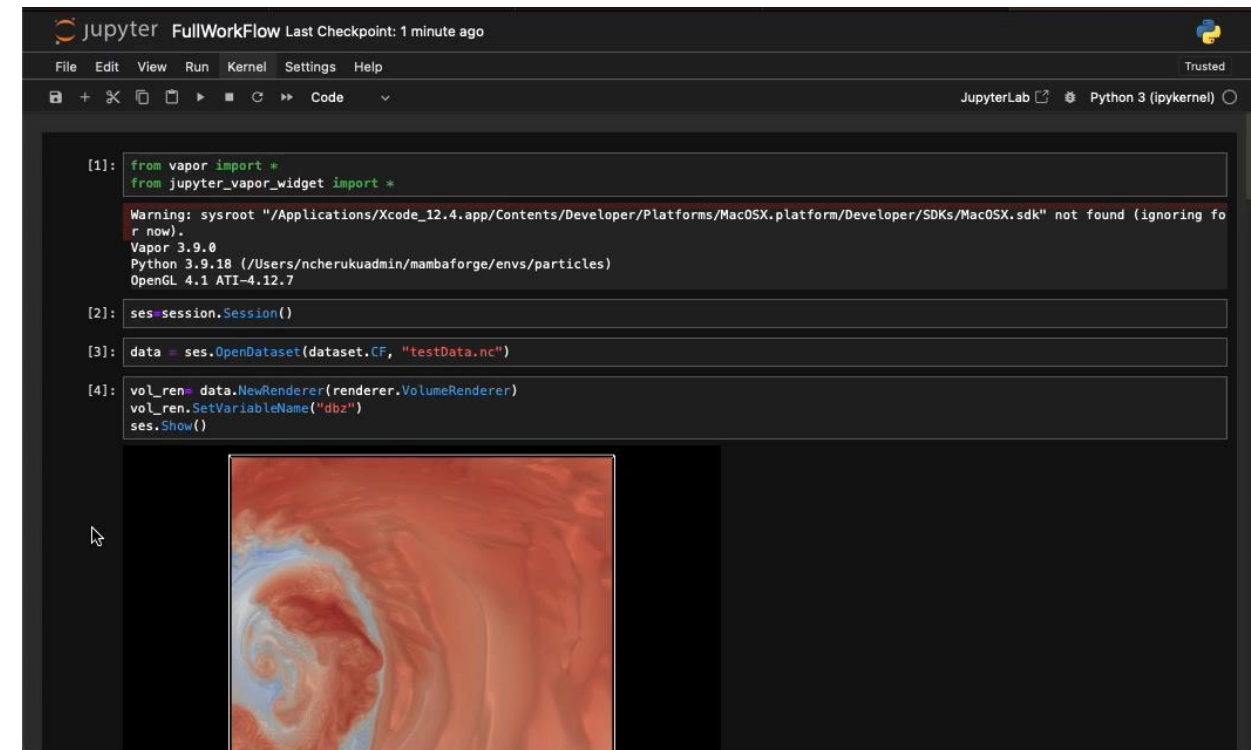 jupyter FullWorkFlow Last Checkpoint: 1 minute ago
File Edit View Run Kernel Settings Help Trusted
Code JupyterLab Python 3 (ipykernel)
[1]: from vapor import *
from jupyter_vapor_widget import *
Warning: sysroot "/Applications/Xcode_12.4.app/Contents/Developer/Platforms/MacOSX.platform/Developer/SDKs/MacOSX.sdk" not found (ignoring fo
r now).
Vapor 3.9.0
Python 3.9.18 (/Users/ncherukuadmin/mambaforge/envs/particles)
OpenGL 4.1 ATI-4.12.7
[2]: ses=session.Session()
[3]: data = ses.OpenDataset(dataset.CF, "testData.nc")
[4]: vol_ren= data.NewRenderer(renderer.VolumeRenderer)
vol_ren.SetVariableName("dbz")
ses.Show()